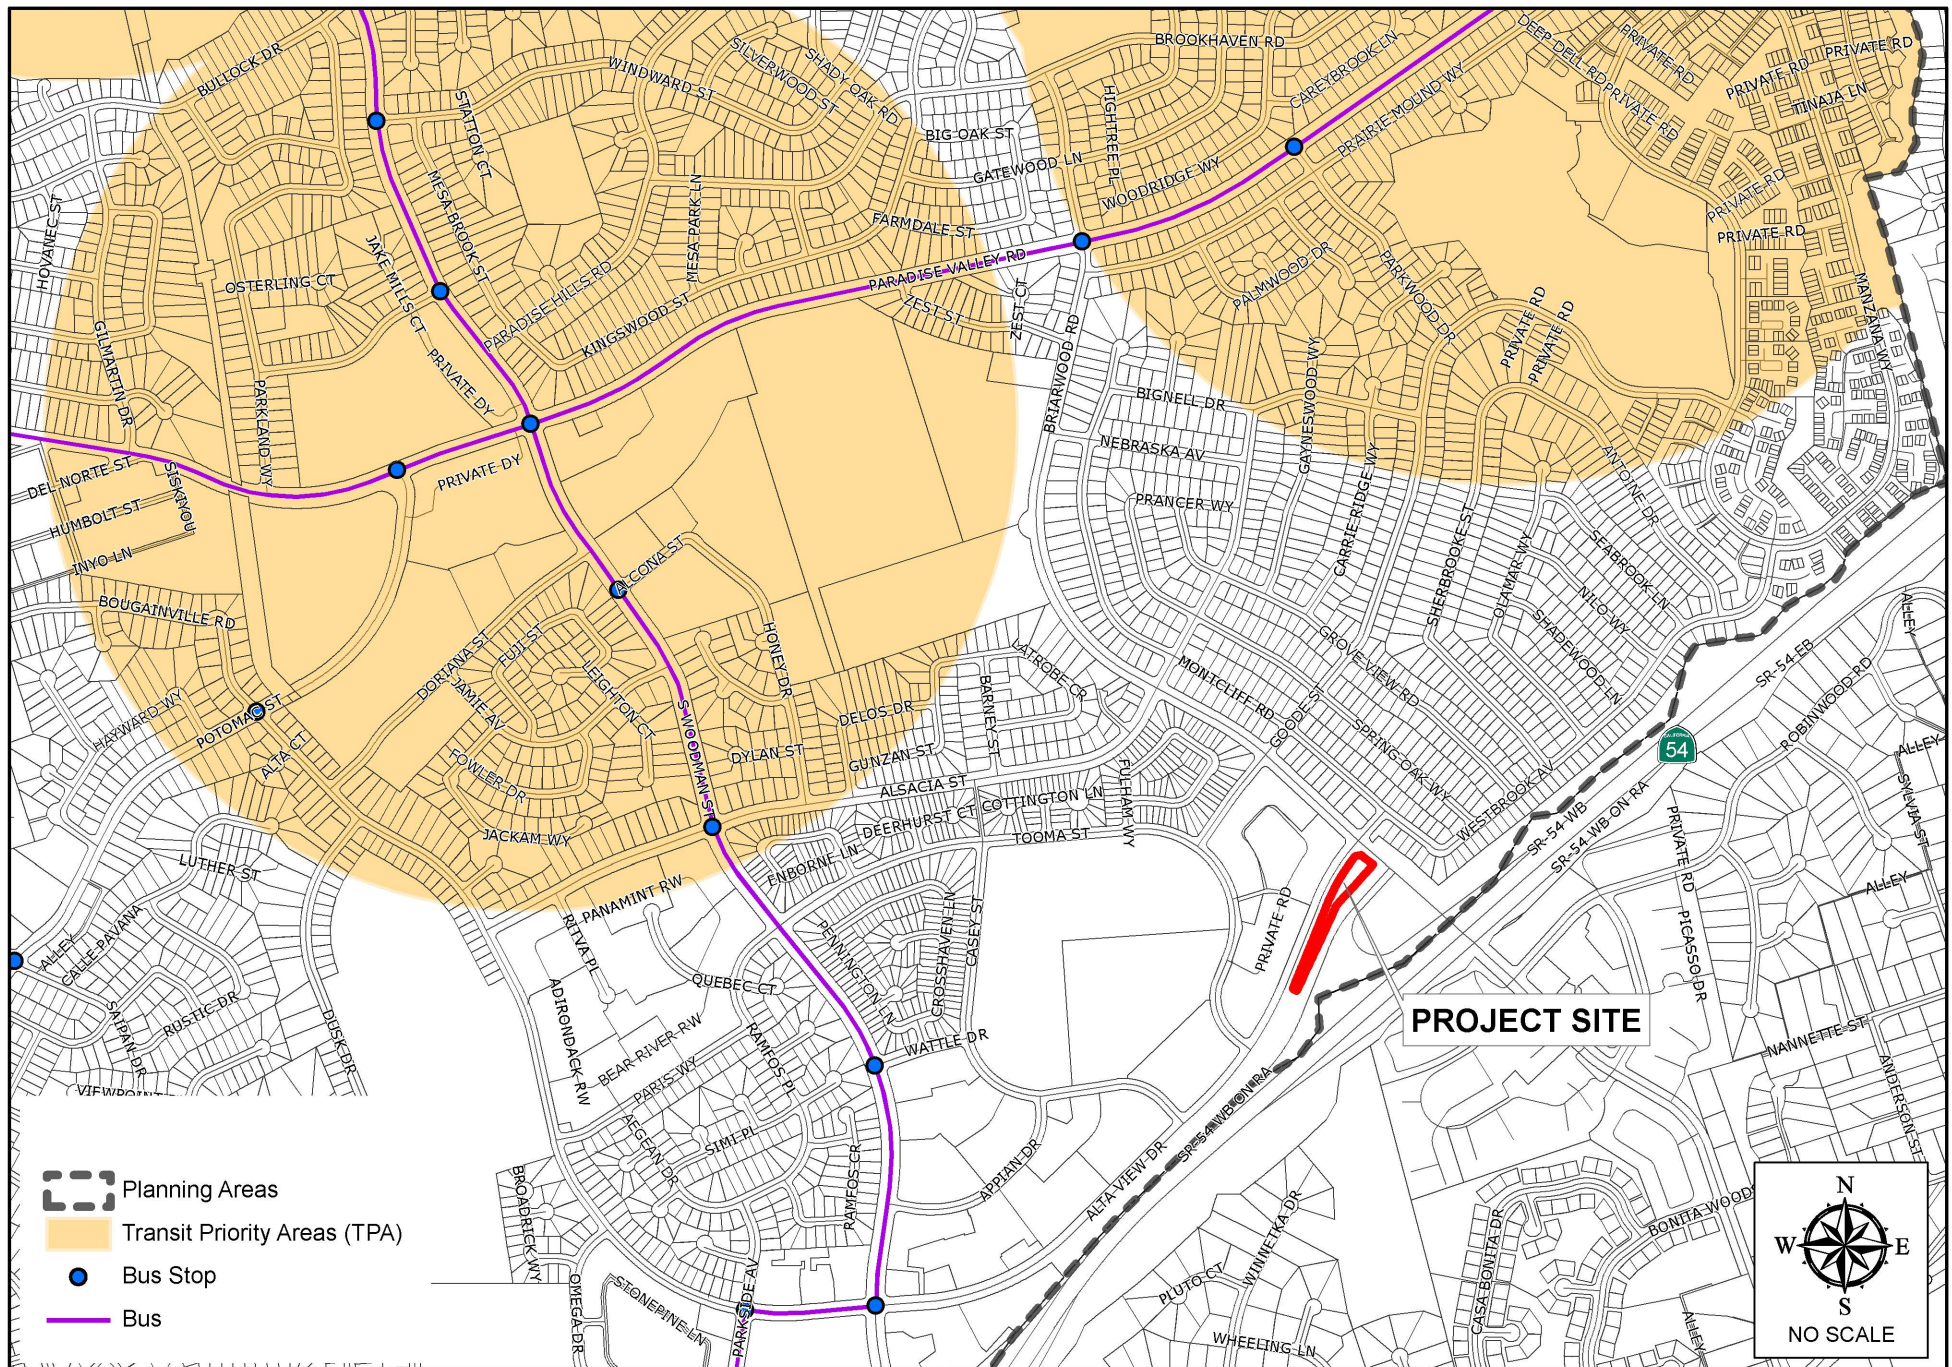 BULLOCK DR
STATTON CT
WINDWARD ST
SILVERWOOD ST
SHADY OAK RD
BROOKHAVEN RD
CAREYBROOK LN
DEEP DELL RD
PRIVATE RD
PRIVATE RD
PRIVATE RD
PRIVATE RD
TINAJA LN
HIGHTREE PL
PRAIRIE MOUND WY
BIG OAK ST
GATEWOOD LN
WOODRIDGE WY
MESA BROOK ST
MESA PARK LN
FARMDALE ST
PRIVATE RD
PRIVATE RD
HOVANEC ST
JAKE MILLS CT
OSTERLING CT
PARADISE HILLS RD
PARADISE VALLEY RD
PALMWOOD DR
PARKWOOD DR
MANZANA WY
GILMARTIN DR
KINGSWOOD ST
ZEST ST
ZEST CT
BRIARWOOD RD
PRIVATE RD
PRIVATE RD
PRIVATE DY
PARKLAND WY
BIGNELL DR
GAYNESWOOD WY
NEBRASKA AV
CARRIE RIDGE WY
ANTOINE DR
DEL NORTE ST
SISKIYOU
PRIVATE DY
HUMBOLT ST
PRANCER WY
INYO LN
ALCONA ST
SHERBROOKE ST
OLAMAR WY
SEABROOK LN
NILO WY
SHADEWOOD LN
BOUGAINVILLE RD
DORIANA ST
FUJI ST
HONEY DR
LATROBE CR
GROVE VIEW RD
ALLEY
SR-54 EB
ROBINWOOD RD
LEIGHTON CT
JAMIE AV
MONTCLIFF RD
BARNEY ST
DELOS DR
HAYWARD WY
POTOMAC ST
ALTA CT
S WOODMAN ST
GOODE ST
SPRING OAK WY
CALIFORNIA
54
ALLEY
DYLAN ST
GUNZAN ST
FOWLER DR
ALSACIA ST
FULHAM WY
WESTBROOK AV
SYLVIA ST
DEERHURST CT
COTTINGTON LN
TOOMA ST
JACKAM WY
SR-54 WB
SR-54 WB ON RA
PRIVATE RD
LUTHER ST
ENBORNE LN
PANAMINT RW
ALLEY
RITVA PL
PENNINGTON LN
CROSSHAVEN LN
CASEY ST
PRIVATE RD
PICASSO DR
ALLEY
CALLE PAVANA
QUEBEC CT
ADIRONDACK RW
RUSTIC DR
SAIPAN DR
DUSK DR
PROJECT SITE
NANNETTE ST
ANDERSON ST
BEAR RIVER RW
RAMFOS PL
WATTLE DR
PARIS WY
VIEWPOINT
AEGEAN DR
SIMI PL
SR-54 WB ON RA
APPIAN DR
ALTA VIEW DR
RAMFOS CR
BROADRICK WY
WINNETKA DR
CASA BONITA DR
BONITA WOODS
OMEGA DR
STONEPINE LN
PARKSIDE AV
PLUTO CT
WHEELING LN
ALLEY
Planning Areas
Transit Priority Areas (TPA)
Bus Stop
Bus
N
W
E
S
NO SCALE